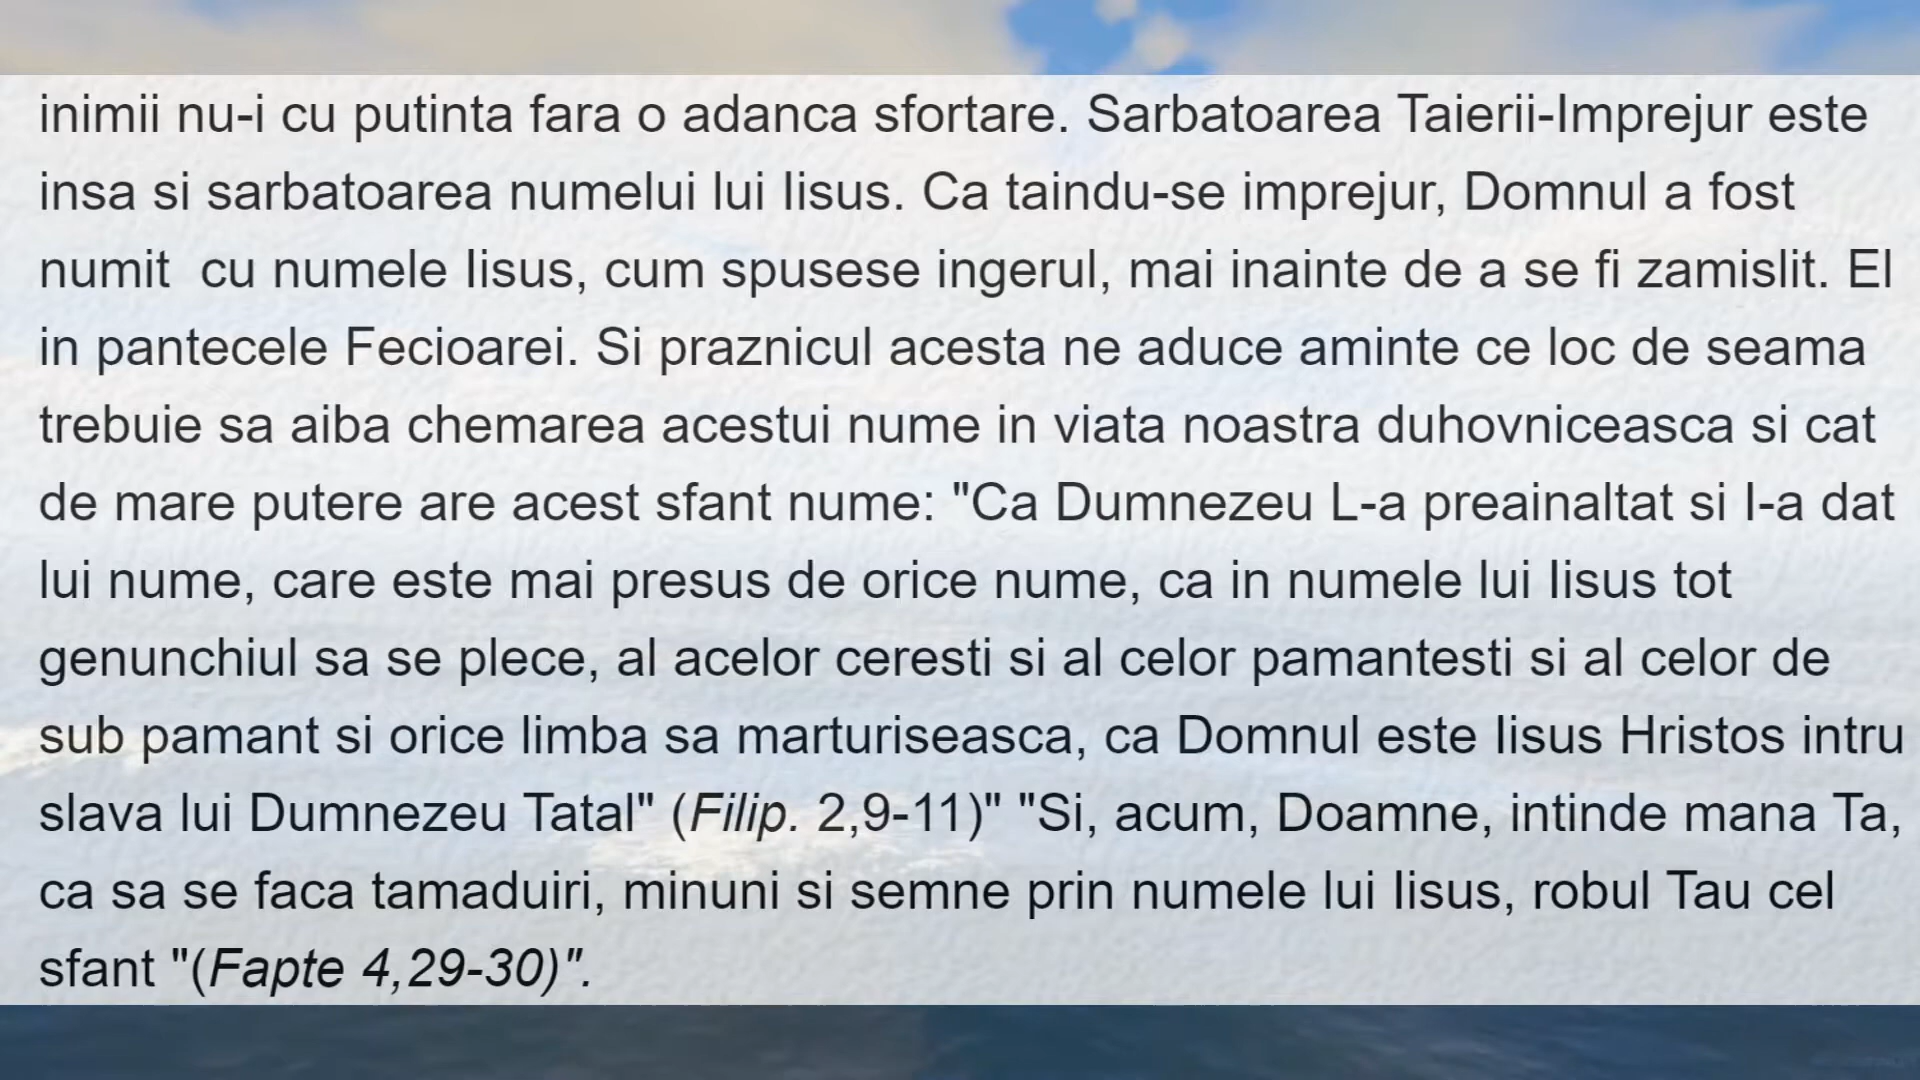 inimii nu-i cu putinta fara o adanca sfortare. Sarbatoarea Taierii-Imprejur este
insa si sarbatoarea numelui lui Iisus. Ca taindu-se imprejur, Domnul a fost
numit  cu numele Iisus, cum spusese ingerul, mai inainte de a se fi zamislit. El
in pantecele Fecioarei. Si praznicul acesta ne aduce aminte ce loc de seama
trebuie sa aiba chemarea acestui nume in viata noastra duhovniceasca si cat
de mare putere are acest sfant nume: "Ca Dumnezeu L-a preainaltat si I-a dat
lui nume, care este mai presus de orice nume, ca in numele lui Iisus tot
genunchiul sa se plece, al acelor ceresti si al celor pamantesti si al celor de
sub pamant si orice limba sa marturiseasca, ca Domnul este Iisus Hristos intru
slava lui Dumnezeu Tatal" (Filip. 2,9-11)" "Si, acum, Doamne, intinde mana Ta,
ca sa se faca tamaduiri, minuni si semne prin numele lui Iisus, robul Tau cel
sfant "(Fapte 4,29-30)".